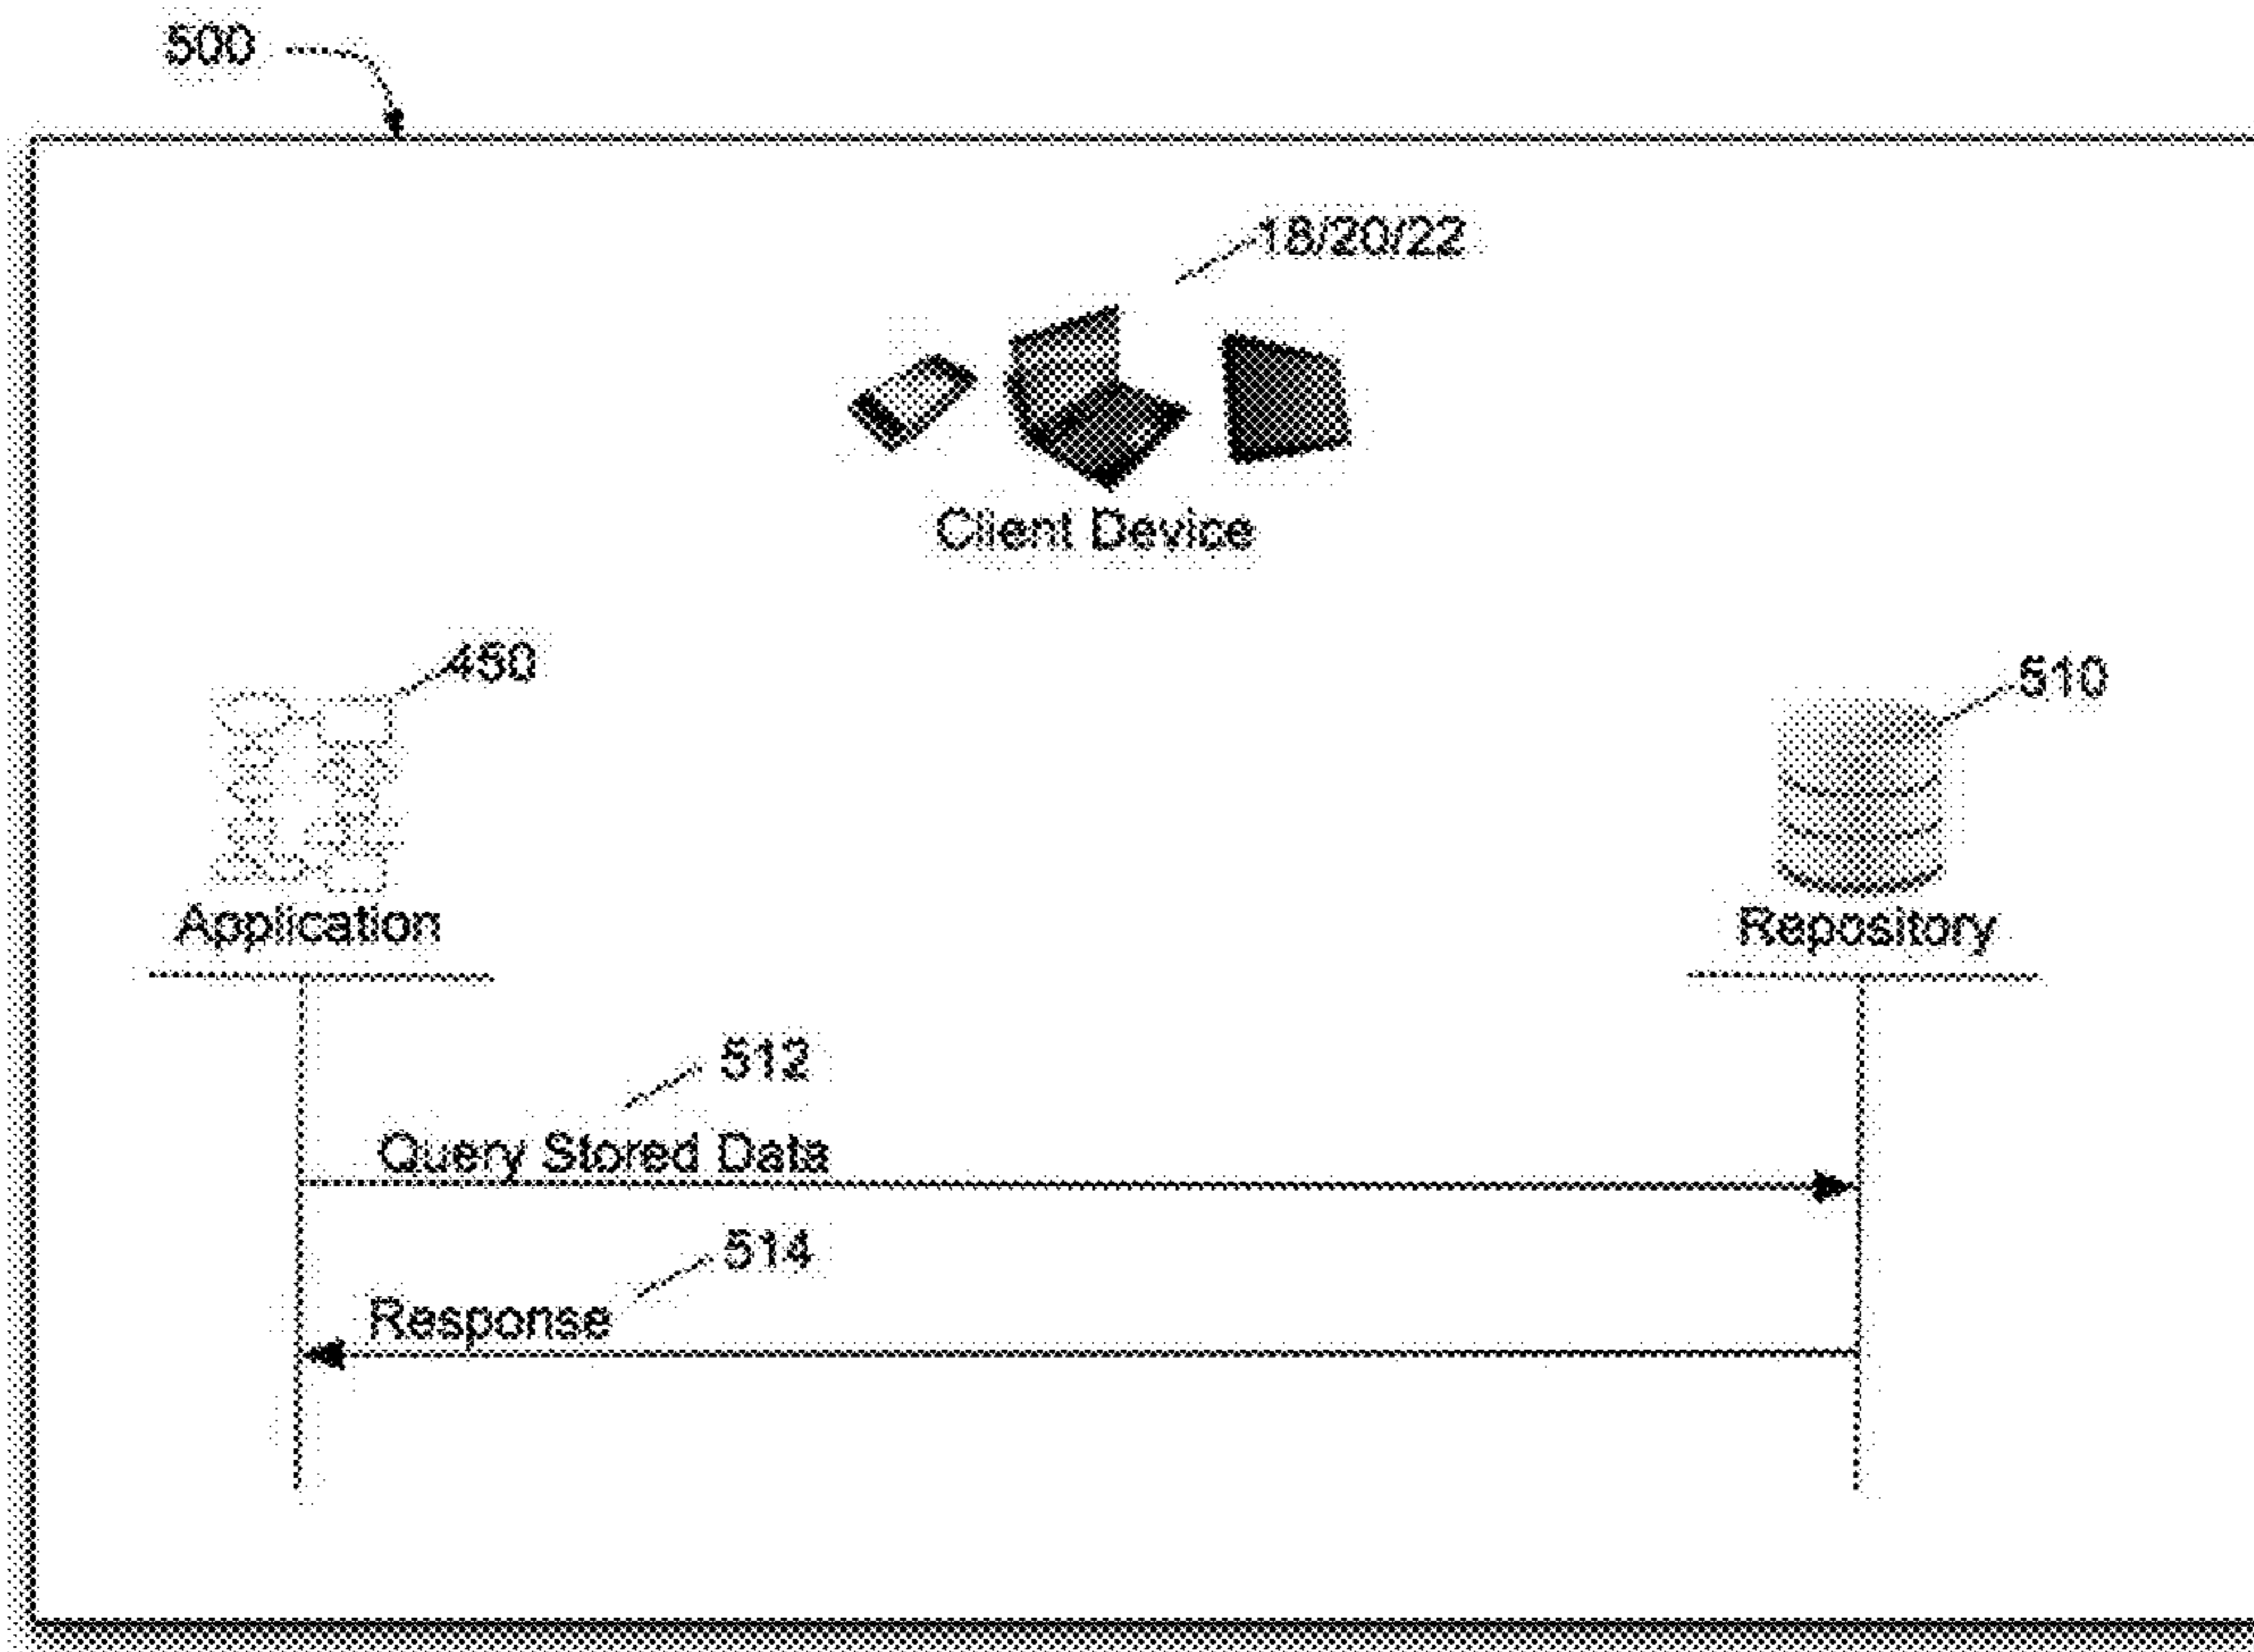 500
18/20/22
Client Device
450
510
Application
Repository
512
Query Stored Data
514
Response